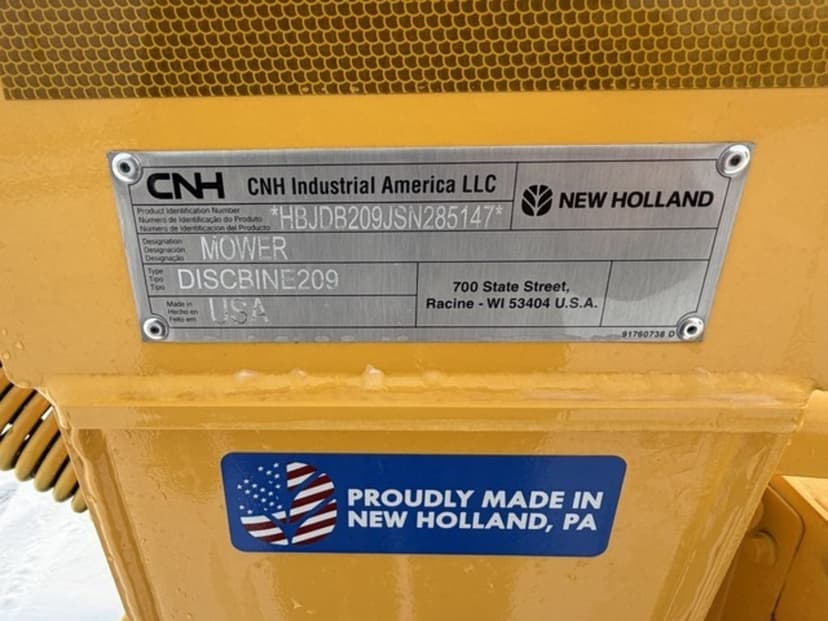 CNH CNH Industrial America LLC
Product Identification Number
Número de Identificação do Produto
Número de Identificacion del Producto
*HBJDB209JSN285147*
NEW HOLLAND
Designation
Designación
Designação
MOWER
Type
Tipo
Tipo
DISCBINE209
Made in
Hecho en
Feito em
USA
700 State Street,
Racine - WI 53404 U.S.A.
91760738 D
PROUDLY MADE IN
NEW HOLLAND, PA